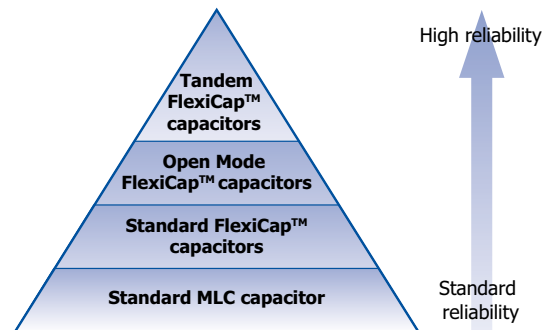 Tandem
FlexiCap™
capacitors
Open Mode
FlexiCap™ capacitors
Standard FlexiCap™
capacitors
Standard MLC capacitor
High reliability
Standard
reliability